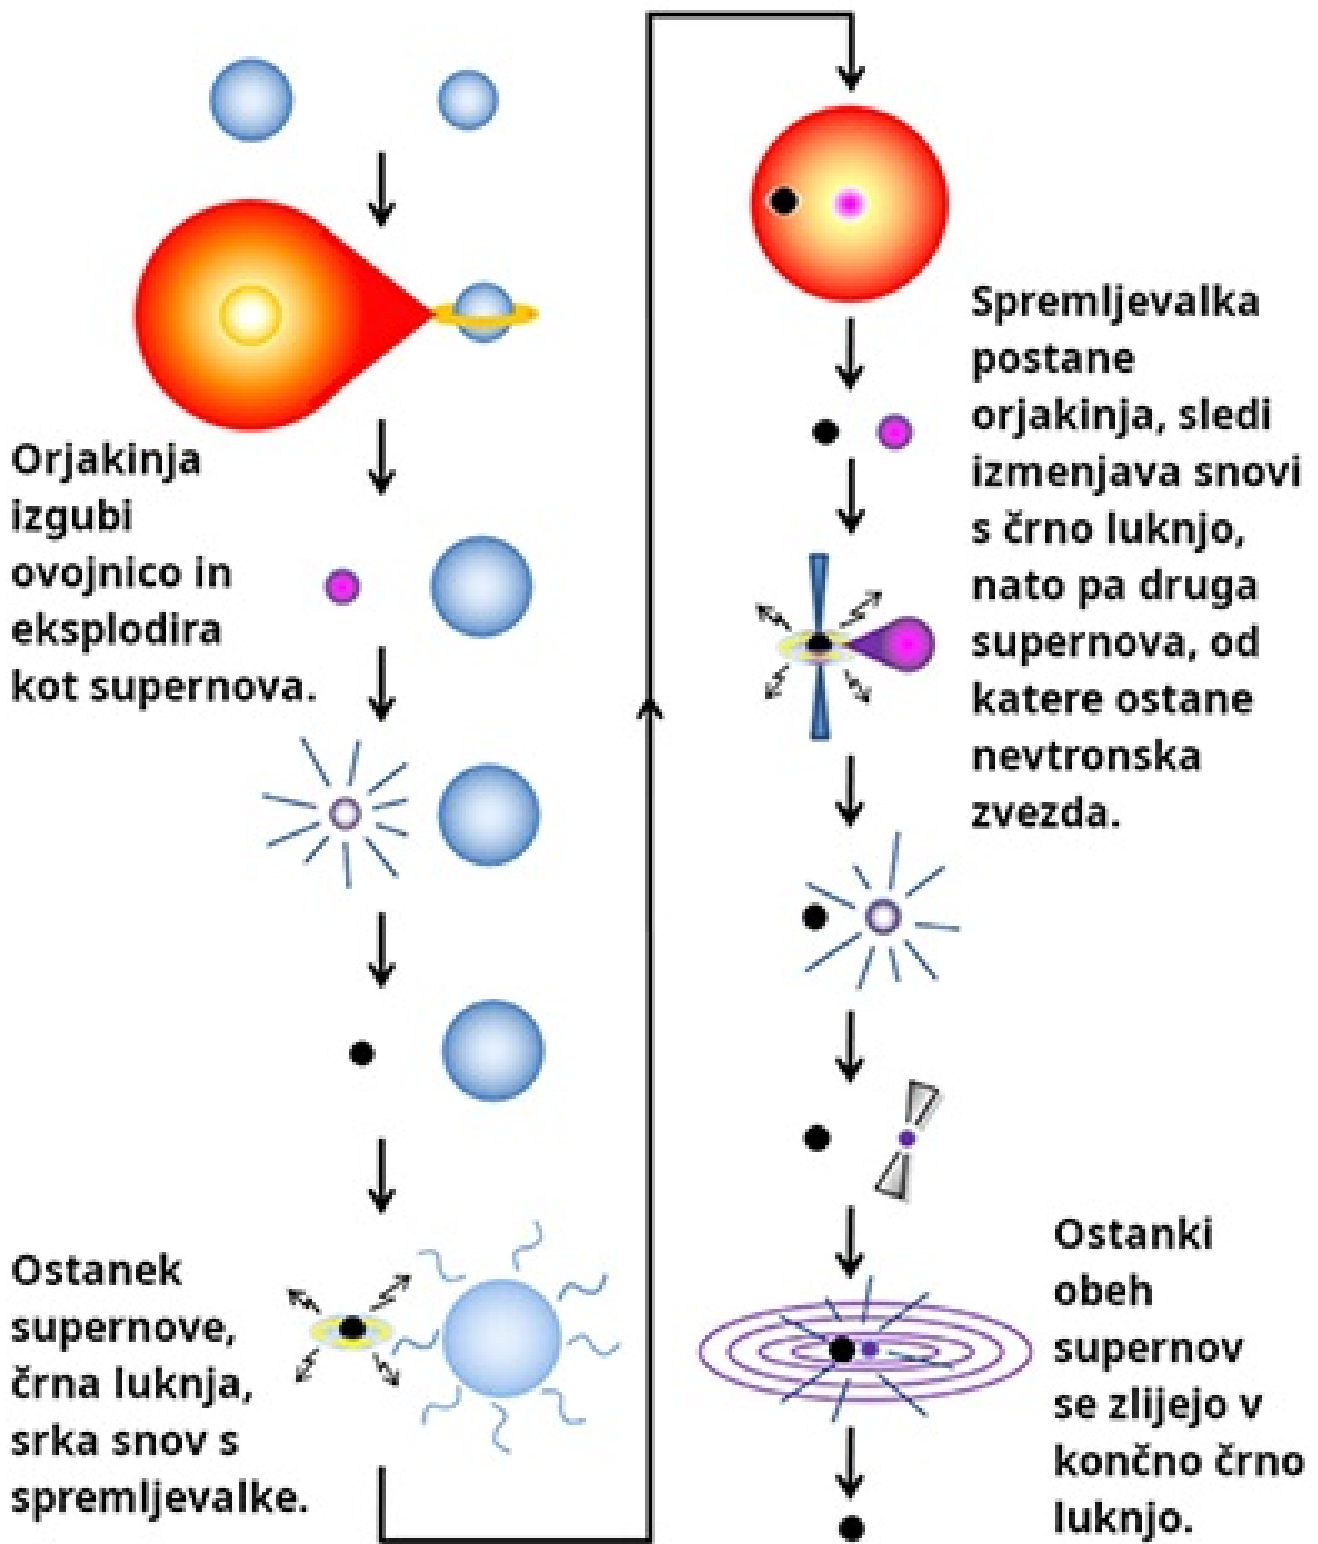 Orjakinja
izgubi
ovojnico in
eksplodira
kot supernova.
Ostanek
supernove,
črna luknja,
srka snov s
spremljevalke.
Spremljevalka
postane
orjakinja, sledi
izmenjava snovi
s črno luknjo,
nato pa druga
supernova, od
katere ostane
nevtronska
zvezda.
Ostanki
obeh
supernov
se zlijejo v
končno črno
luknjo.